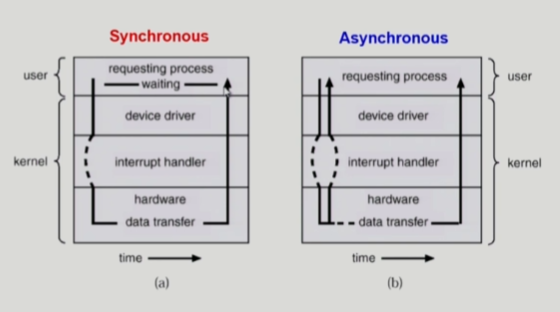 Synchronous
user
requesting process
waiting
device driver
kernel
interrupt handler
hardware
data transfer
time
(a)
Asynchronous
requesting process
user
device driver
interrupt handler
kernel
hardware
data transfer
time
(b)